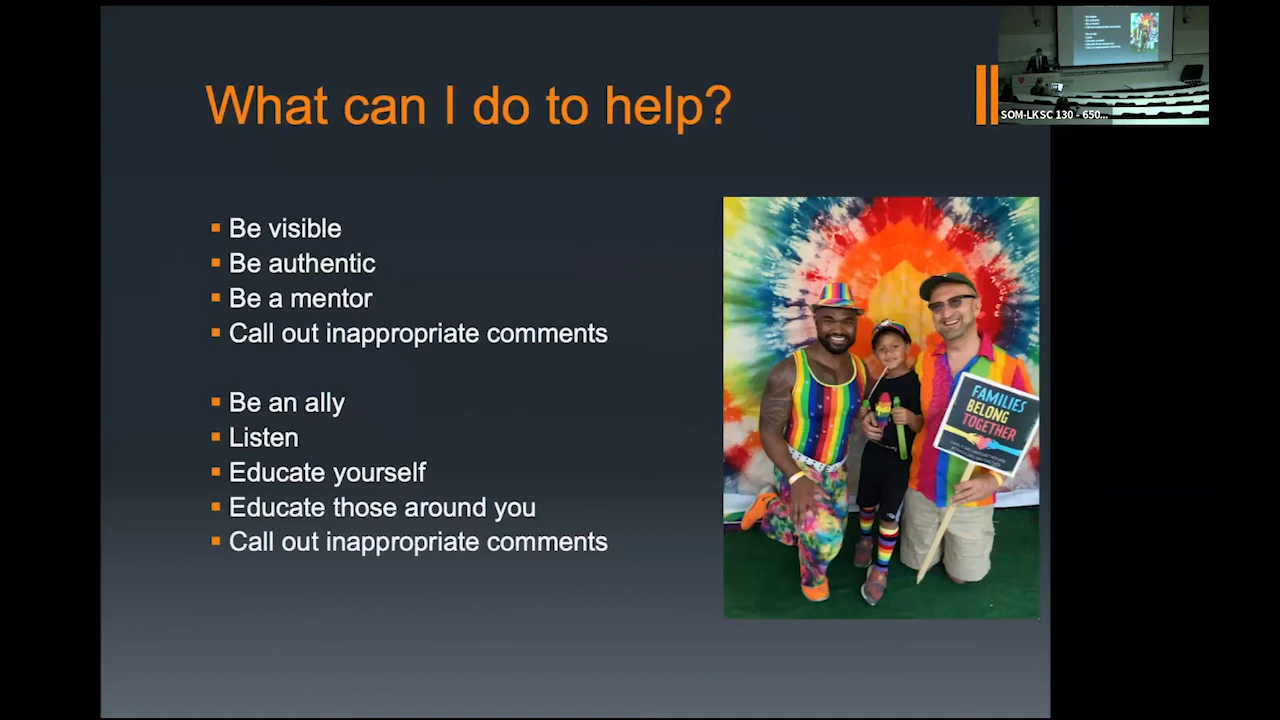 What can I do to help?
SOM-LKSC 130 - 650...
Be visible
Be authentic
Be a mentor
Call out inappropriate comments
Be an ally
Listen
Educate yourself
Educate those around you
Call out inappropriate comments
FAMILIES
BELONG
TOGETHER